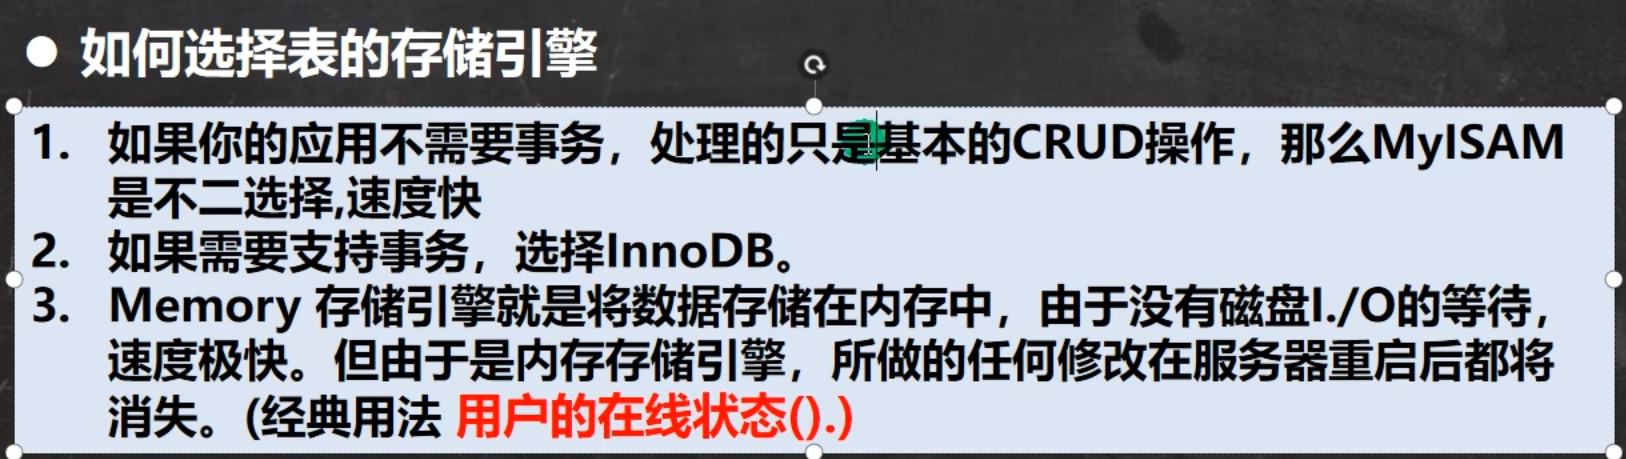 ● 如何选择表的存储引擎
1. 如果你的应用不需要事务，处理的只是基本的CRUD操作，那么MyISAM
是不二选择,速度快
2. 如果需要支持事务，选择InnoDB。
3. Memory 存储引擎就是将数据存储在内存中，由于没有磁盘I./O的等待，
速度极快。但由于是内存存储引擎，所做的任何修改在服务器重启后都将
消失。(经典用法 用户的在线状态().)